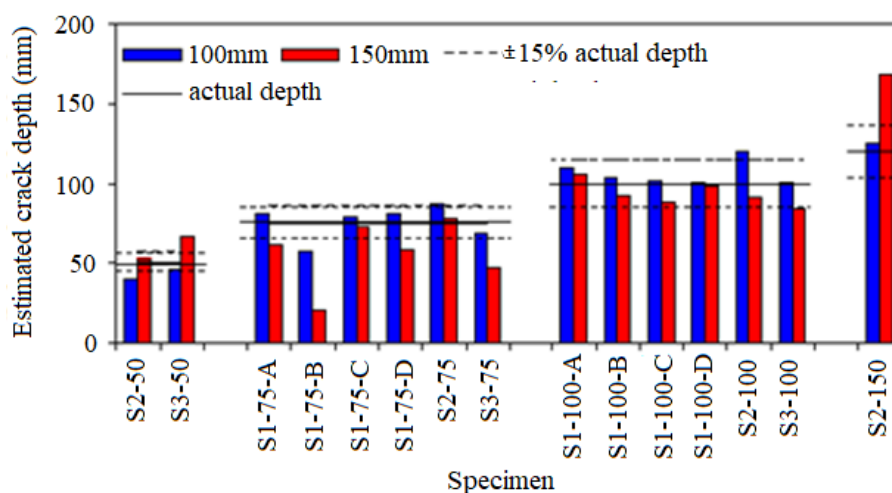 Estimated crack depth (mm)
200
150
100
50
0
100mm 150mm ±15% actual depth
actual depth
S2-50
S3-50
S1-75-A
S1-75-B
S1-75-C
S1-75-D
S2-75
S3-75
S1-100-A
S1-100-B
S1-100-C
S1-100-D
S2-100
S3-100
S2-150
Specimen